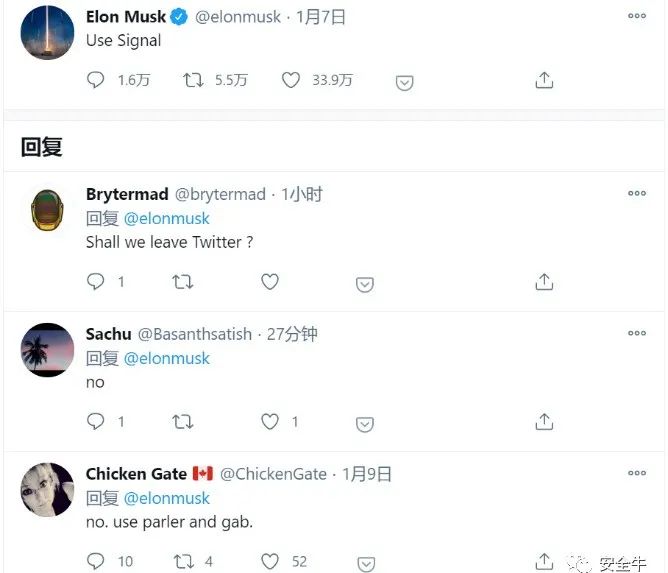 Elon Musk @elonmusk · 1月7日
Use Signal
1.6万 5.5万 33.9万
回复
Brytermad @brytermad · 1小时
回复 @elonmusk
Shall we leave Twitter ?
1
Sachu @Basanthsatish · 27分钟
回复 @elonmusk
no
1 1
Chicken Gate @ChickenGate · 1月9日
回复 @elonmusk
no. use parler and gab.
10 4 52
安全牛